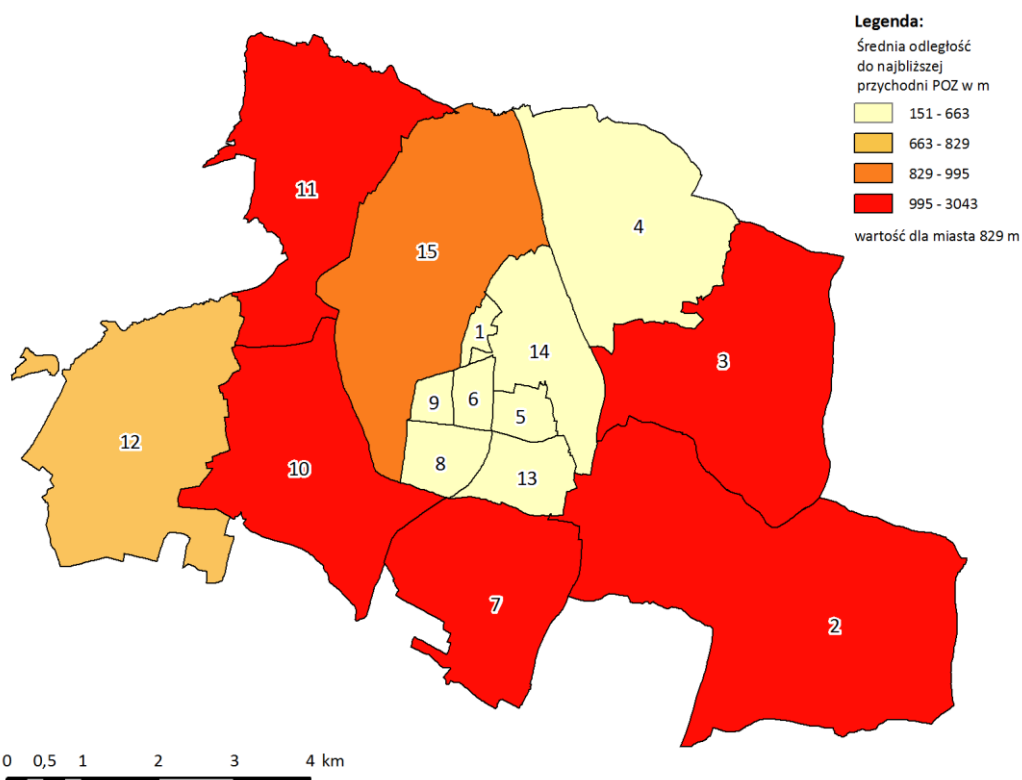 Legenda:
Średnia odległość
do najbliższej
przychodni POZ w m
151 - 663
663 - 829
829 - 995
995 - 3043
wartość dla miasta 829 m
11
4
15
1
14
3
9
6
5
12
8
10
13
7
2
0 0,5 1 2 3 4 km